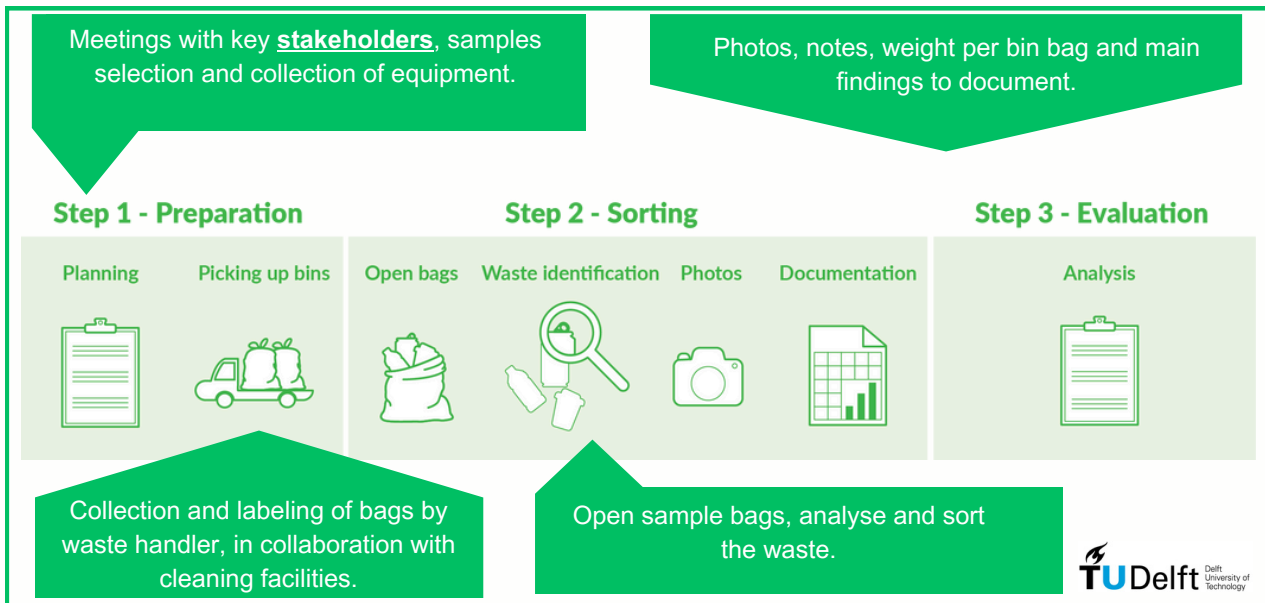 Meetings with key stakeholders, samples
selection and collection of equipment.
Photos, notes, weight per bin bag and main
findings to document.
Step 1 - Preparation
Step 2 - Sorting
Step 3 - Evaluation
Planning
Picking up bins
Open bags
Waste identification
Photos
Documentation
Analysis
Collection and labeling of bags by
waste handler, in collaboration with
cleaning facilities.
Open sample bags, analyse and sort
the waste.
TUDelft
Delft
University of
Technology